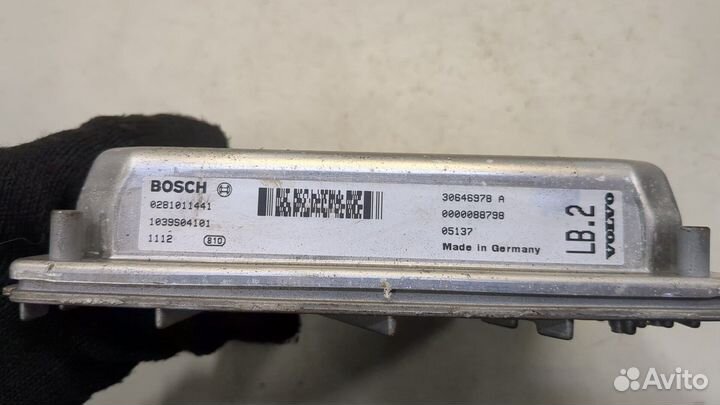 BOSCH
0281011441
1039S04101
1112 810
30646978 A
0000088798
05137
Made in Germany
LB.2
VOLVO
Avito